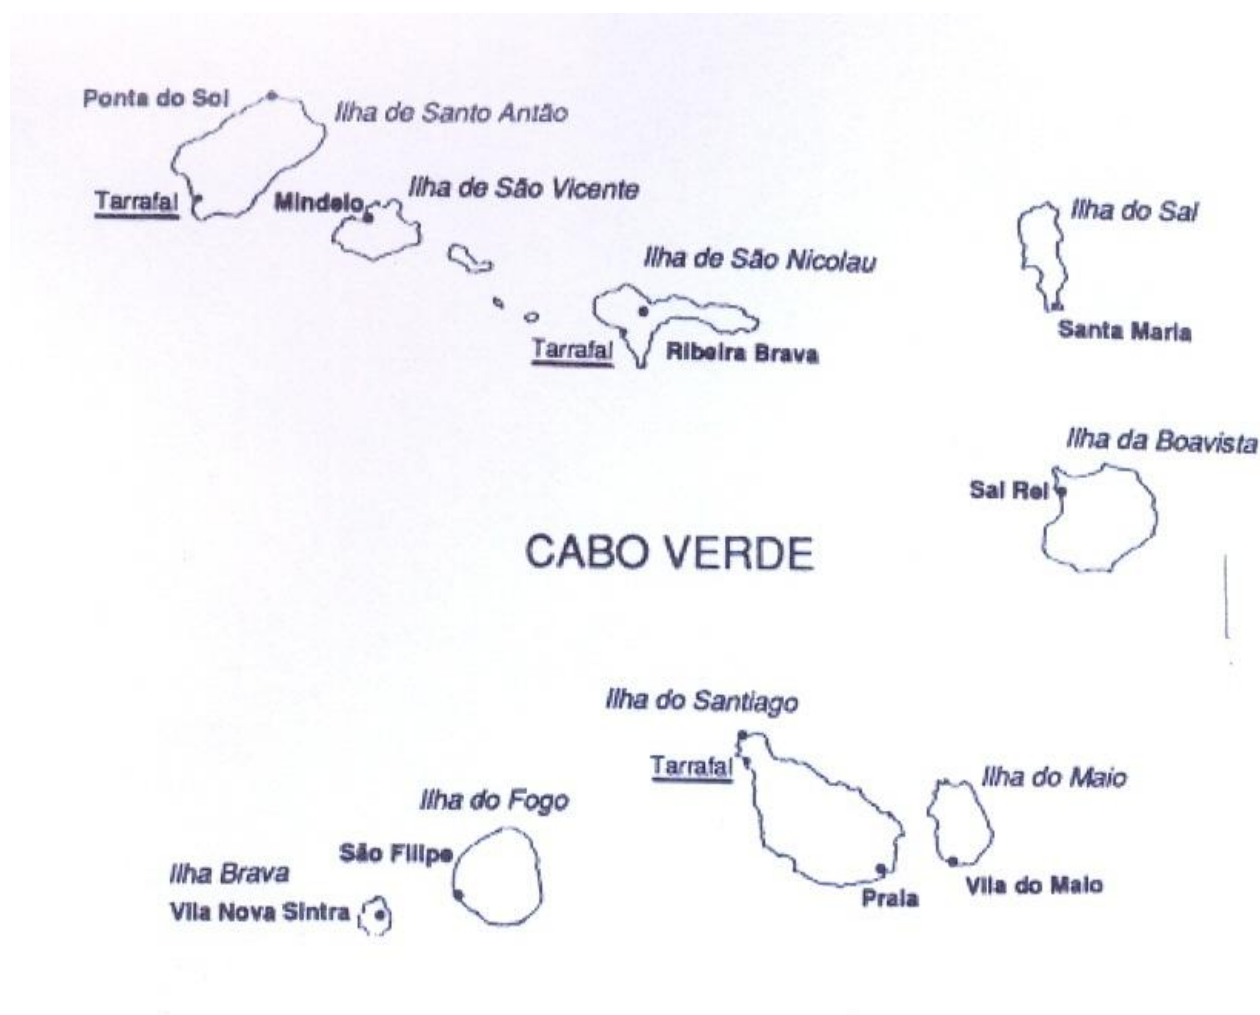 Ponta do Sol
Ilha de Santo Antão
Tarrafal
Mindelo
Ilha de São Vicente
Ilha do Sal
Ilha de São Nicolau
Tarrafal
Ribeira Brava
Santa Maria
Ilha da Boavista
Sal Rei
CABO VERDE
Ilha do Santiago
Tarrafal
Ilha do Maio
Ilha do Fogo
São Filipe
Ilha Brava
Vila Nova Sintra
Praia
Vila do Maio